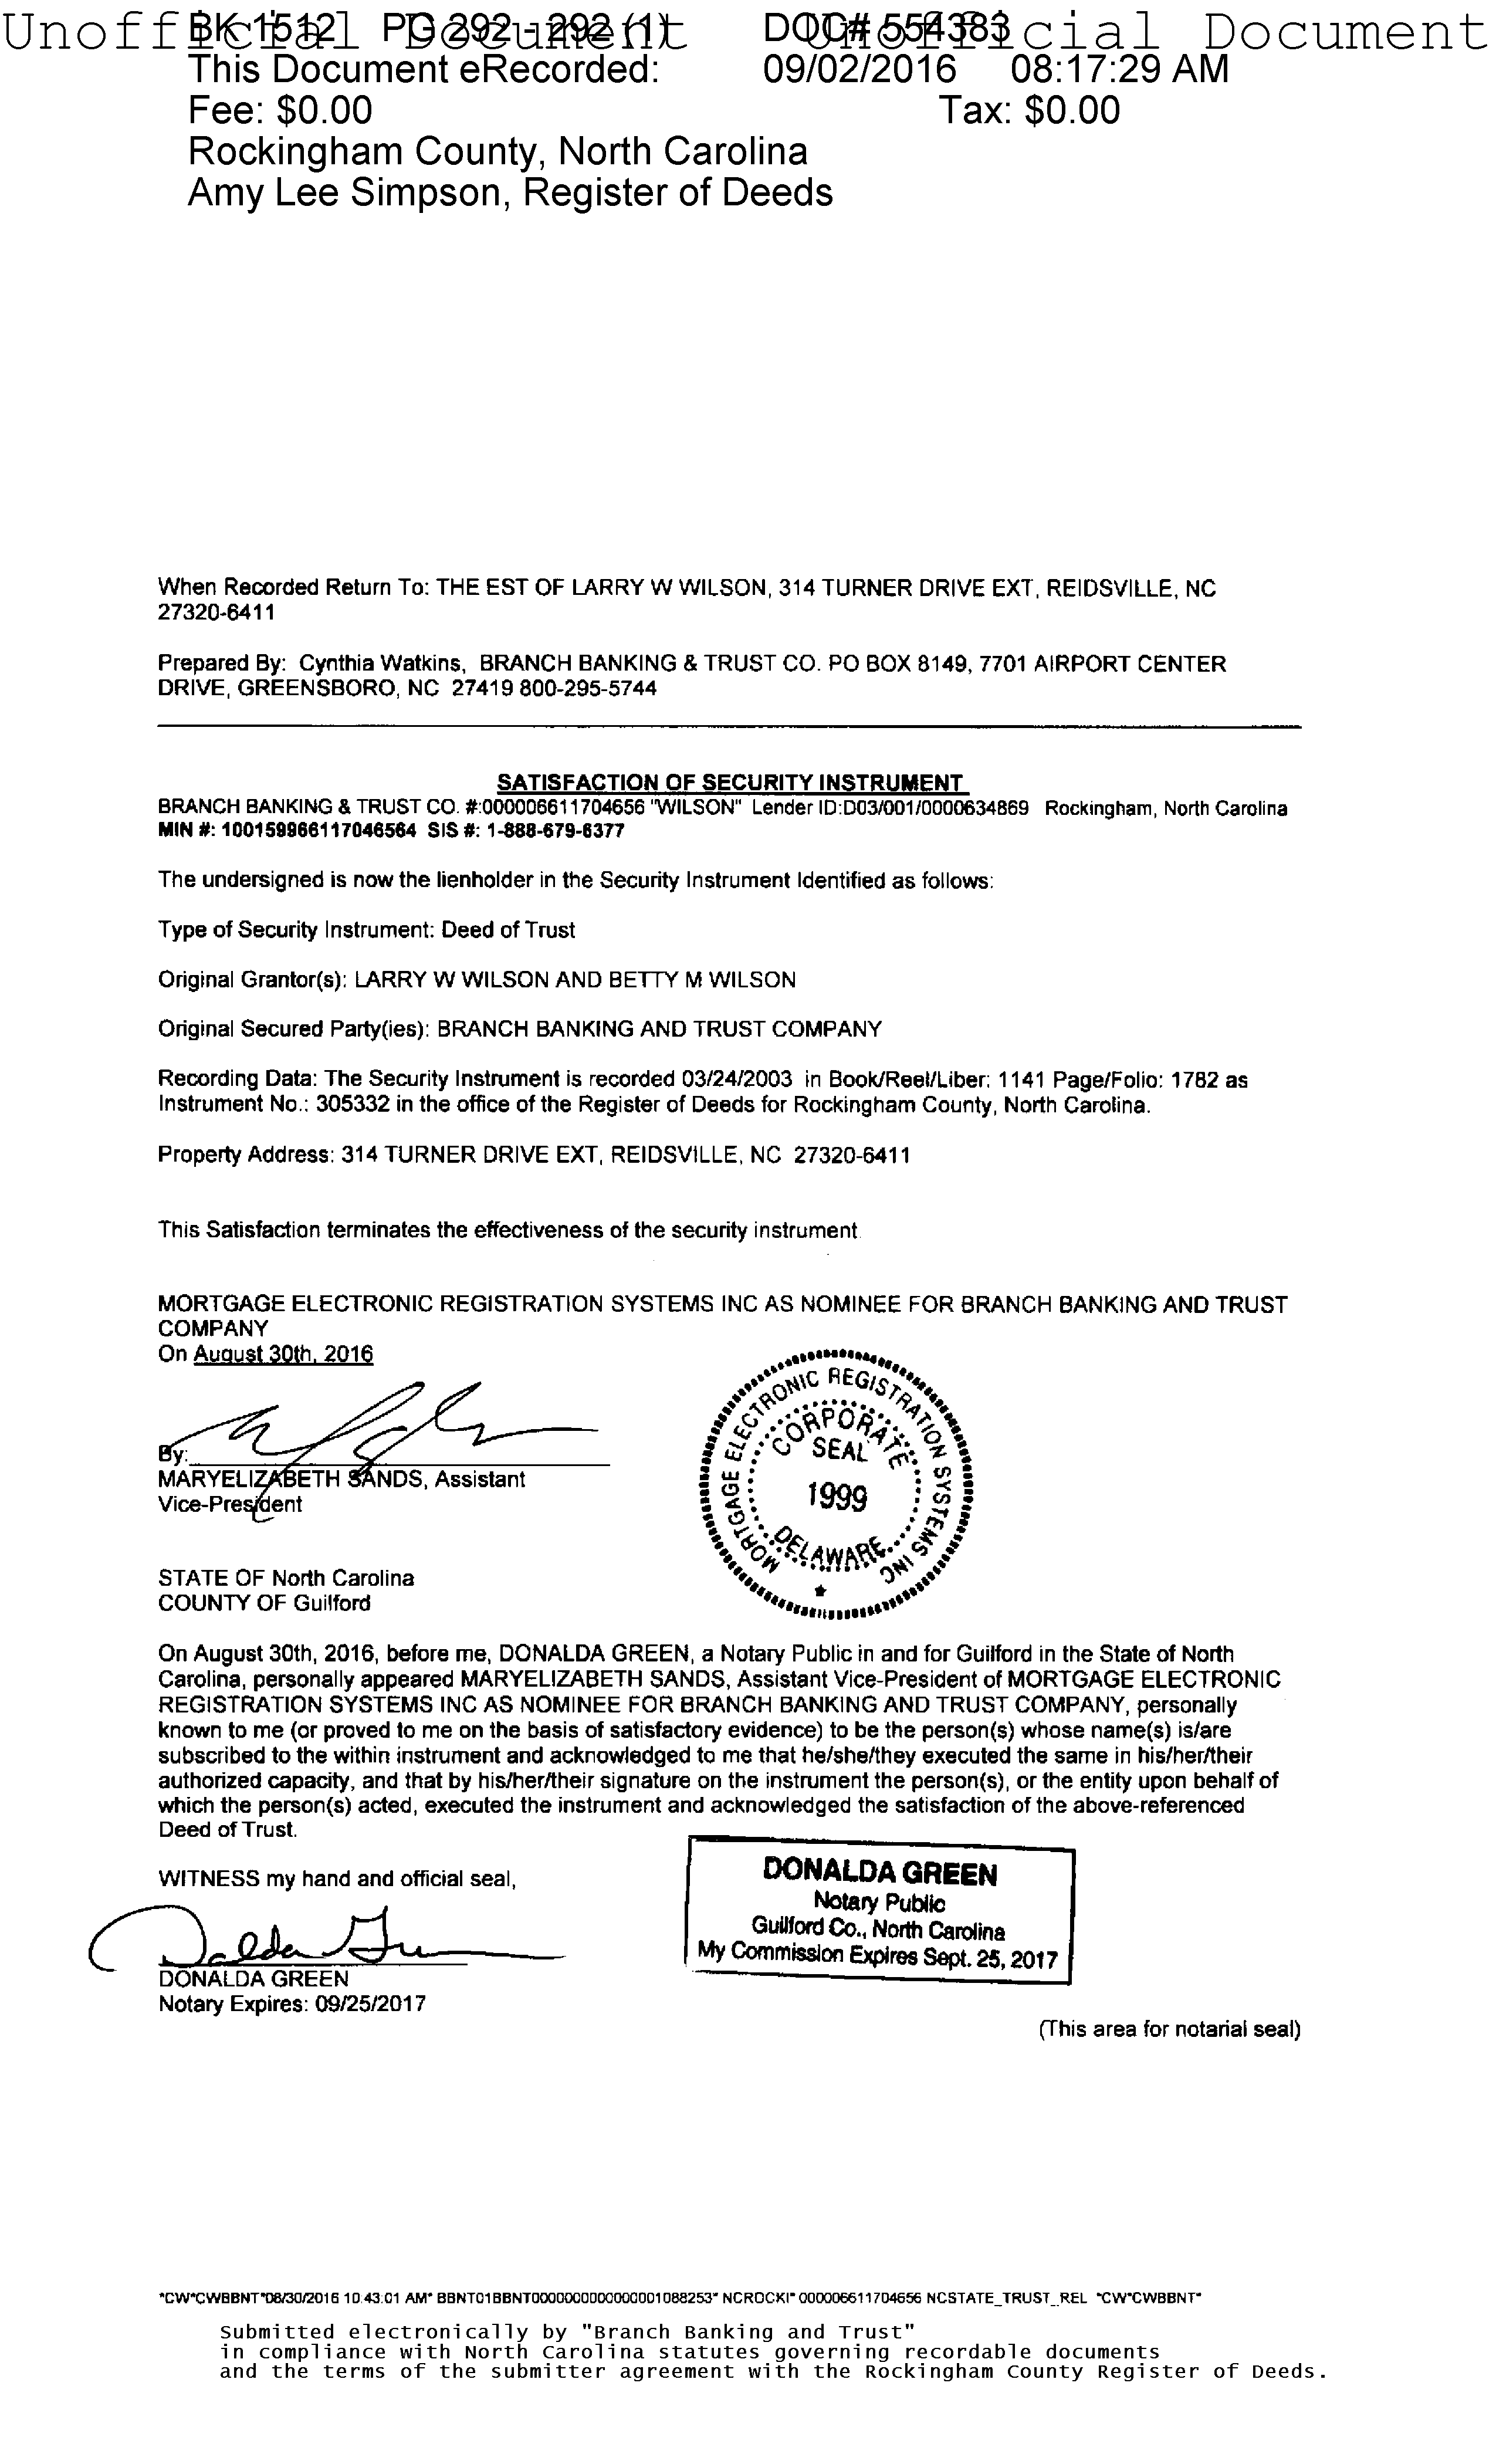 Unofficial Document Unofficial Document
BK 1512 PG 292 - 292 (1) DOC# 554383
This Document eRecorded: 09/02/2016 08:17:29 AM
Fee: $0.00 Tax: $0.00
Rockingham County, North Carolina
Amy Lee Simpson, Register of Deeds
When Recorded Return To: THE EST OF LARRY W WILSON, 314 TURNER DRIVE EXT, REIDSVILLE, NC
27320-6411
Prepared By: Cynthia Watkins, BRANCH BANKING & TRUST CO. PO BOX 8149, 7701 AIRPORT CENTER
DRIVE, GREENSBORO, NC 27419 800-295-5744
SATISFACTION OF SECURITY INSTRUMENT
BRANCH BANKING & TRUST CO. #:000006611704656 "WILSON" Lender ID:D03/001/0000634869 Rockingham, North Carolina
MIN #: 100159966117046564 SIS #: 1-888-679-6377
The undersigned is now the lienholder in the Security Instrument Identified as follows:
Type of Security Instrument: Deed of Trust
Original Grantor(s): LARRY W WILSON AND BETTY M WILSON
Original Secured Party(ies): BRANCH BANKING AND TRUST COMPANY
Recording Data: The Security Instrument is recorded 03/24/2003 in Book/Reel/Liber: 1141 Page/Folio: 1782 as
Instrument No.: 305332 in the office of the Register of Deeds for Rockingham County, North Carolina.
Property Address: 314 TURNER DRIVE EXT, REIDSVILLE, NC 27320-6411
This Satisfaction terminates the effectiveness of the security instrument
MORTGAGE ELECTRONIC REGISTRATION SYSTEMS INC AS NOMINEE FOR BRANCH BANKING AND TRUST
COMPANY
On August 30th, 2016
By:
MARYELIZABETH SANDS, Assistant
Vice-President
MORTGAGE ELECTRONIC REGISTRATION SYSTEMS INC
CORPORATE
SEAL
1999
DELAWARE
STATE OF North Carolina
COUNTY OF Guilford
On August 30th, 2016, before me, DONALDA GREEN, a Notary Public in and for Guilford in the State of North
Carolina, personally appeared MARYELIZABETH SANDS, Assistant Vice-President of MORTGAGE ELECTRONIC
REGISTRATION SYSTEMS INC AS NOMINEE FOR BRANCH BANKING AND TRUST COMPANY, personally
known to me (or proved to me on the basis of satisfactory evidence) to be the person(s) whose name(s) is/are
subscribed to the within instrument and acknowledged to me that he/she/they executed the same in his/her/their
authorized capacity, and that by his/her/their signature on the instrument the person(s), or the entity upon behalf of
which the person(s) acted, executed the instrument and acknowledged the satisfaction of the above-referenced
Deed of Trust.
WITNESS my hand and official seal,
DONALDA GREEN
Notary Expires: 09/25/2017
DONALDA GREEN
Notary Public
Guilford Co., North Carolina
My Commission Expires Sept. 25, 2017
(This area for notarial seal)
*CW*CWBBNT*08/30/2016 10:43:01 AM* BBNT01BBNT0000000000000001088253* NCROCKI* 000006611704656 NCSTATE_TRUST_REL *CW*CWBBNT*
Submitted electronically by "Branch Banking and Trust"
in compliance with North Carolina statutes governing recordable documents
and the terms of the submitter agreement with the Rockingham County Register of Deeds.